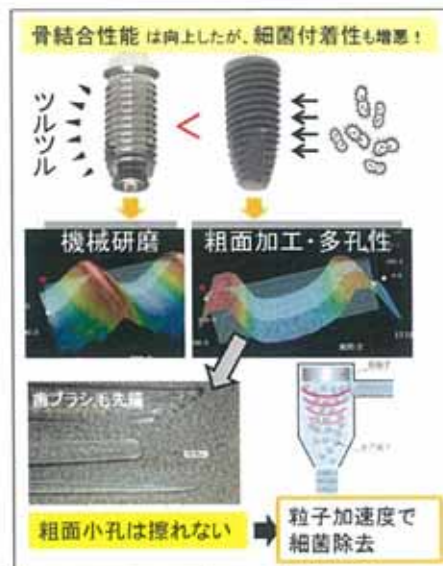 骨結合性能 は向上したが、細菌付着性も増悪！
ツルツル
<
機械研磨
粗面加工・多孔性
歯ブラシ毛先端
粗面小孔は擦れない
粒子加速度で
細菌除去